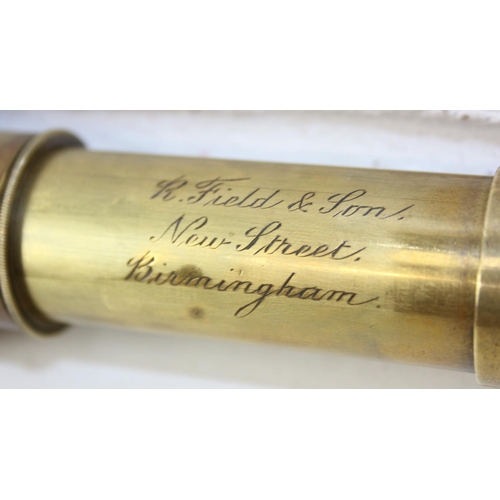 R. Field & Son.
New Street.
Birmingham.